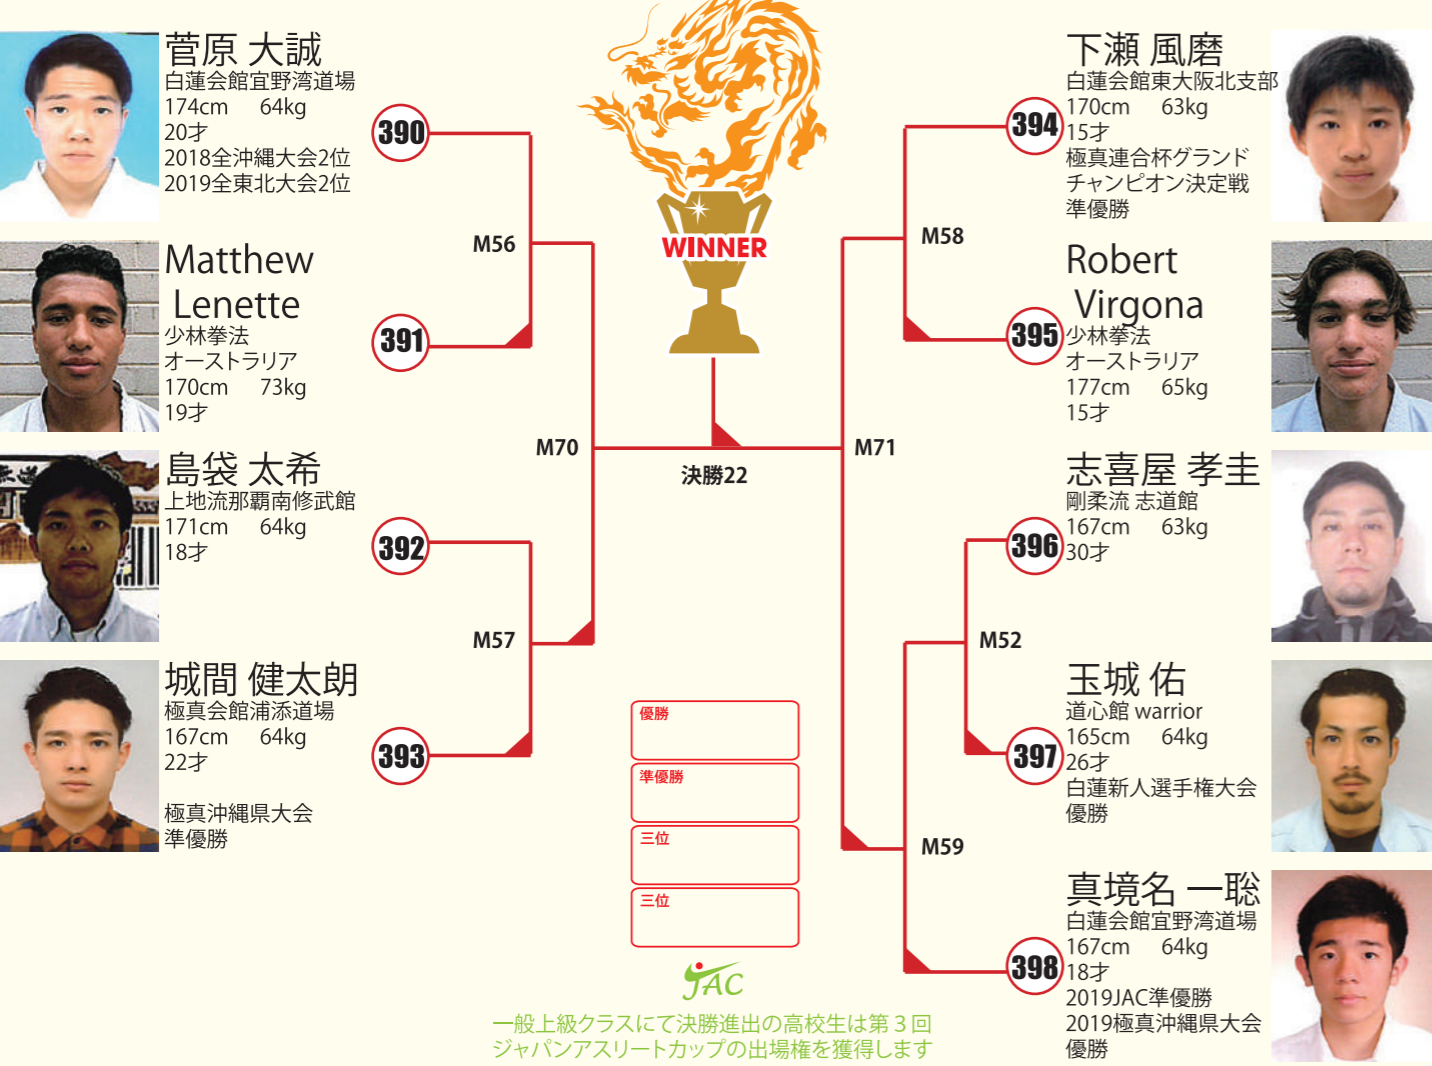 菅原 大誠
白蓮会館宜野湾道場
174cm 64kg
20才
2018全沖縄大会2位
2019全東北大会2位
390
Matthew
Lenette
少林拳法
オーストラリア
170cm 73kg
19才
391
島袋 太希
上地流那覇南修武館
171cm 64kg
18才
392
城間 健太朗
極真会館浦添道場
167cm 64kg
22才
極真沖縄県大会
準優勝
393
M56
M57
M70
WINNER
決勝22
M71
M58
M52
M59
下瀬 風磨
白蓮会館東大阪北支部
170cm 63kg
15才
極真連合杯グランド
チャンピオン決定戦
準優勝
394
Robert
Virgona
少林拳法
オーストラリア
177cm 65kg
15才
395
志喜屋 孝圭
剛柔流 志道館
167cm 63kg
30才
396
玉城 佑
道心館 warrior
165cm 64kg
26才
白蓮新人選手権大会
優勝
397
真境名 一聡
白蓮会館宜野湾道場
167cm 64kg
18才
2019JAC準優勝
2019極真沖縄県大会
優勝
398
優勝
準優勝
三位
三位
JAC
一般上級クラスにて決勝進出の高校生は第3回
ジャパンアスリートカップの出場権を獲得します